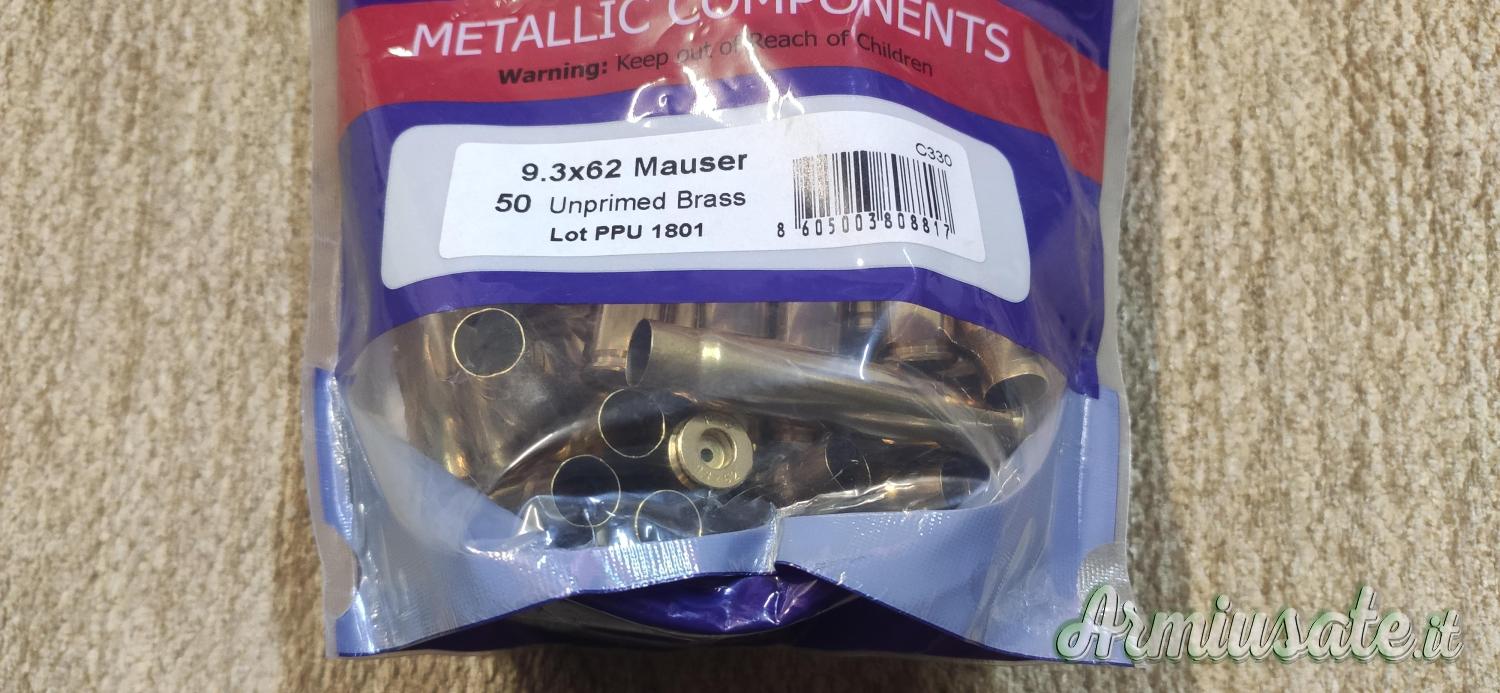 METALLIC COMPONENTS
Warning: Keep out of Reach of Children
C330
9.3x62 Mauser
50 Unprimed Brass
Lot PPU 1801
8 605003 808817
Armiusate.it